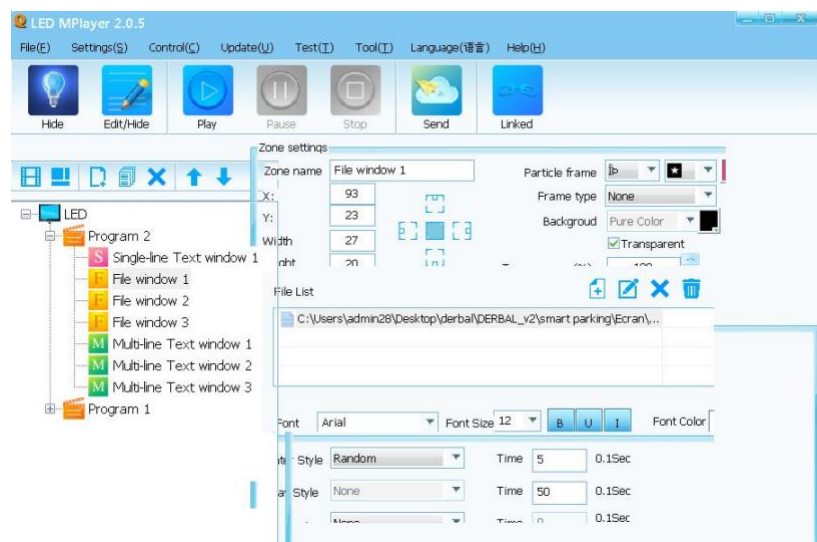 LED MPlayer 2.0.5
File(F) Settings(S) Control(C) Update(U) Test(T) Tool(T) Language(语言) Help(H)
Hide Edit/Hide Play Pause Stop Send Linked
Zone settings
Zone name File window 1 Particle frame
X: 93 Frame type None
Y: 23 Backgroud Pure Color
Width 27 Transparent
20 100
LED
Program 2
S Single-line Text window 1
F File window 1
F File window 2
F File window 3
M Multi-line Text window 1
M Multi-line Text window 2
M Multi-line Text window 3
Program 1
File List
C:\Users\admin28\Desktop\derbal\DERBAL_v2\smart parking\Ecran\...
Font Arial Font Size 12 B U I Font Color
Style Random Time 5 0.1Sec
Style None Time 50 0.1Sec
None Time 0 0.1Sec